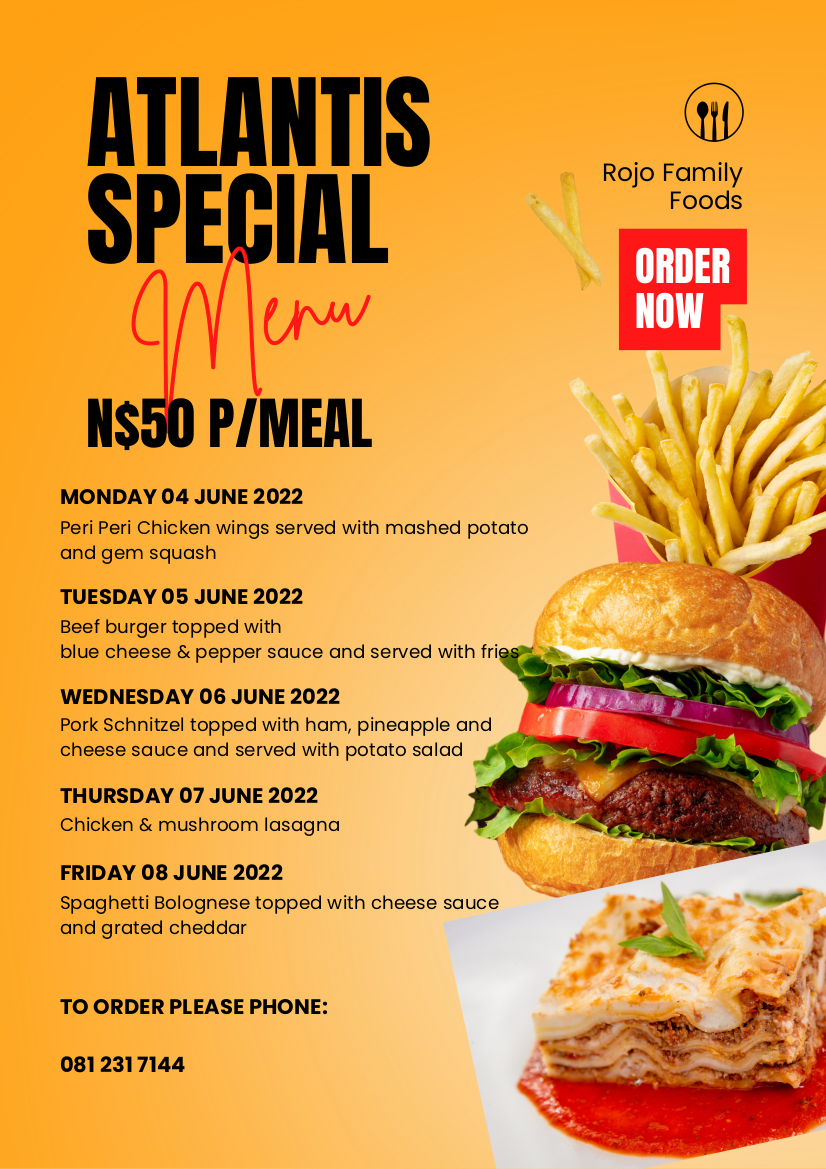 ATLANTIS
SPECIAL
Menu
N$50 P/MEAL
Rojo Family
Foods
ORDER
NOW
MONDAY 04 JUNE 2022
Peri Peri Chicken wings served with mashed potato
and gem squash
TUESDAY 05 JUNE 2022
Beef burger topped with
blue cheese & pepper sauce and served with fries
WEDNESDAY 06 JUNE 2022
Pork Schnitzel topped with ham, pineapple and
cheese sauce and served with potato salad
THURSDAY 07 JUNE 2022
Chicken & mushroom lasagna
FRIDAY 08 JUNE 2022
Spaghetti Bolognese topped with cheese sauce
and grated cheddar
TO ORDER PLEASE PHONE:
081 231 7144